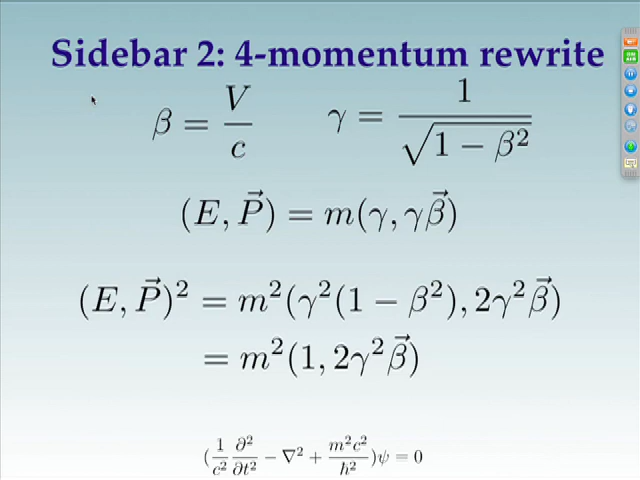 Sidebar 2: 4-momentum rewrite
β = V/c γ = 1/√(1 − β²)
(E, P⃗) = m(γ, γβ⃗)
(E, P⃗)² = m²(γ²(1 − β²), 2γ²β⃗)
= m²(1, 2γ²β⃗)
(1/c² ∂²/∂t² − ∇² + m²c²/ħ²)ψ = 0